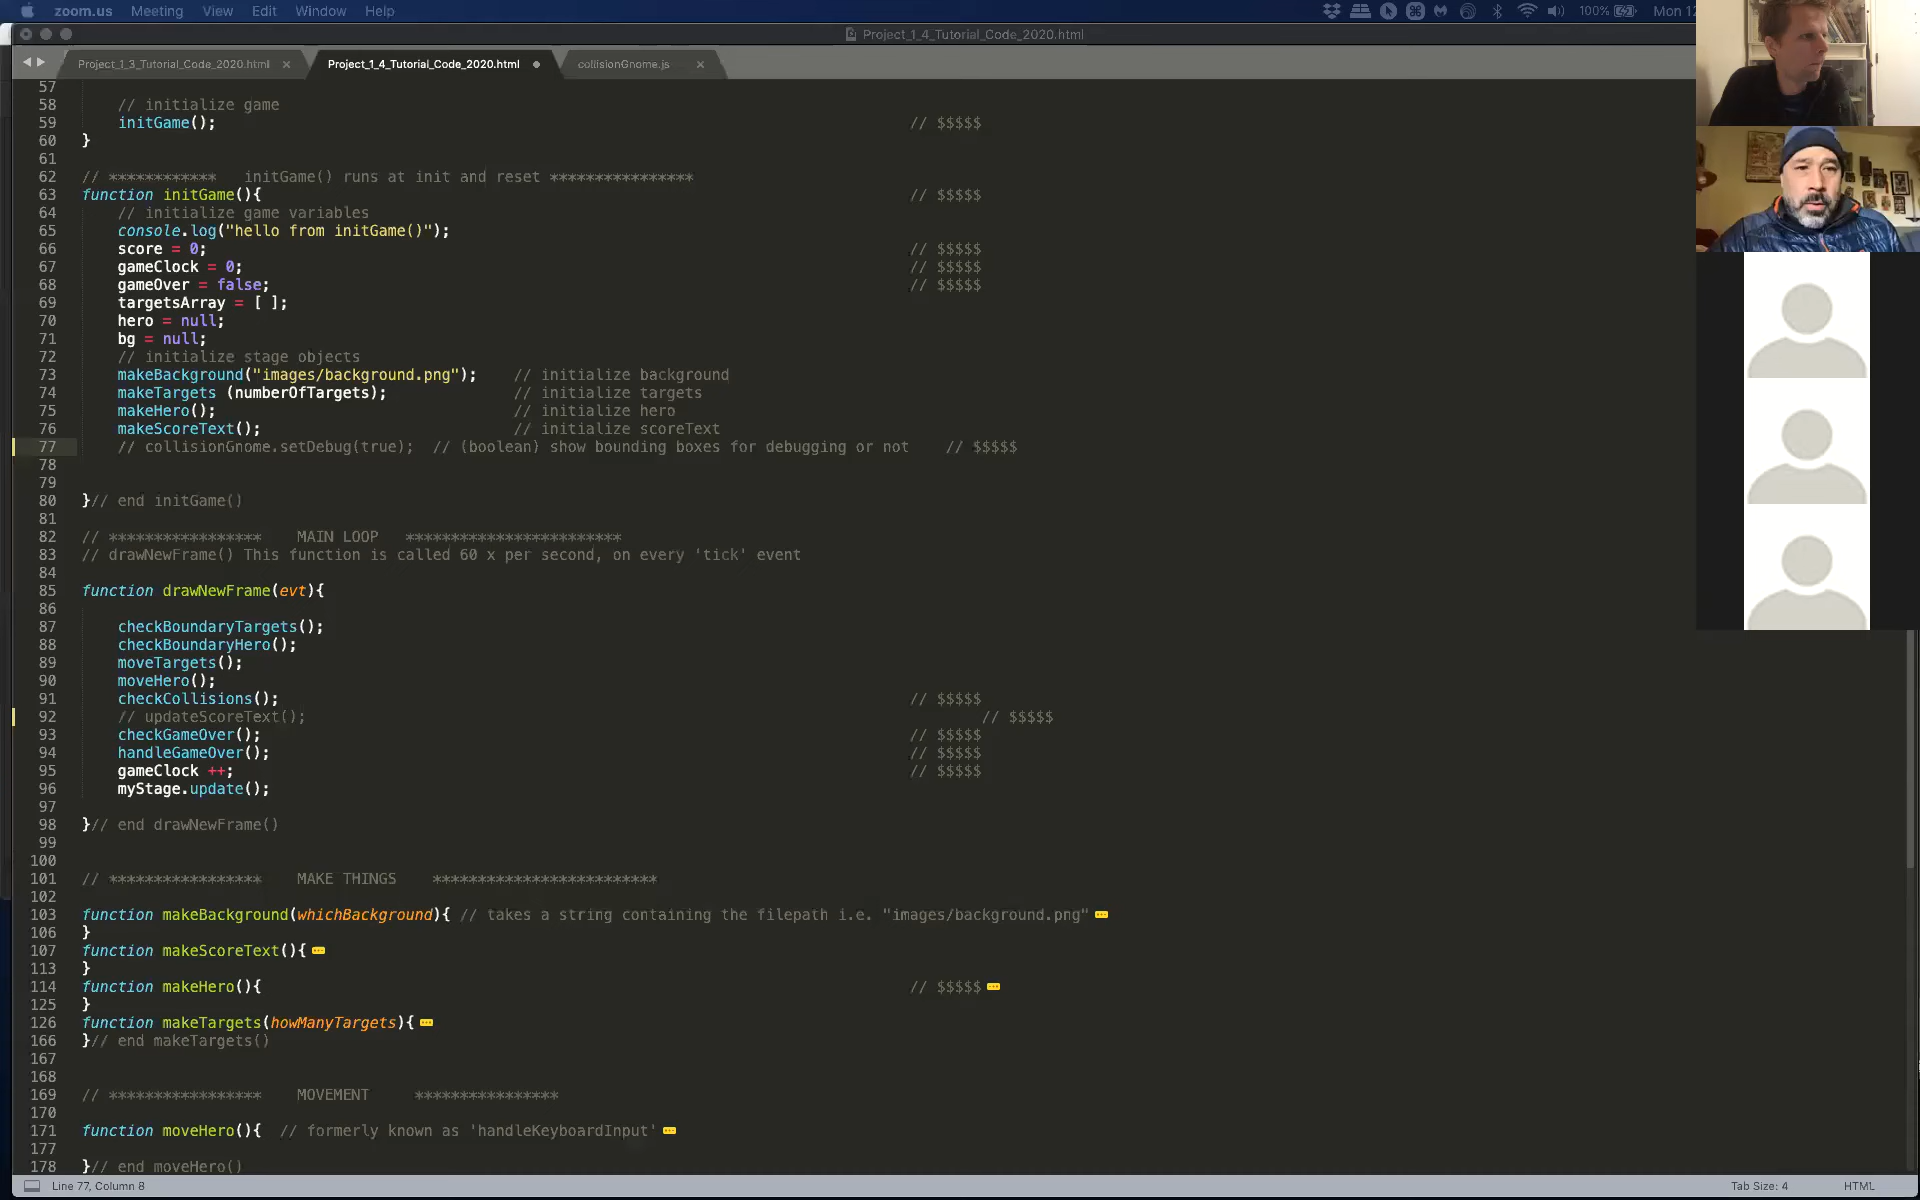 zoom.us Meeting View Edit Window Help 100% Mon 12
Project_1_4_Tutorial_Code_2020.html
Project_1_3_Tutorial_Code_2020.html Project_1_4_Tutorial_Code_2020.html collisionGnome.js
57
58 // initialize game
59 initGame(); // $$$$$
60 }
61
62 // ************ initGame() runs at init and reset ****************
63 function initGame(){ // $$$$$
64 // initialize game variables
65 console.log("hello from initGame()");
66 score = 0; // $$$$$
67 gameClock = 0; // $$$$$
68 gameOver = false; // $$$$$
69 targetsArray = [ ];
70 hero = null;
71 bg = null;
72 // initialize stage objects
73 makeBackground("images/background.png"); // initialize background
74 makeTargets (numberOfTargets); // initialize targets
75 makeHero(); // initialize hero
76 makeScoreText(); // initialize scoreText
77 // collisionGnome.setDebug(true); // (boolean) show bounding boxes for debugging or not // $$$$$
78
79
80 }// end initGame()
81
82 // ***************** MAIN LOOP ************************
83 // drawNewFrame() This function is called 60 x per second, on every 'tick' event
84
85 function drawNewFrame(evt){
86
87 checkBoundaryTargets();
88 checkBoundaryHero();
89 moveTargets();
90 moveHero();
91 checkCollisions(); // $$$$$
92 // updateScoreText(); // $$$$$
93 checkGameOver(); // $$$$$
94 handleGameOver(); // $$$$$
95 gameClock ++; // $$$$$
96 myStage.update();
97
98 }// end drawNewFrame()
99
100
101 // ***************** MAKE THINGS *************************
102
103 function makeBackground(whichBackground){ // takes a string containing the filepath i.e. "images/background.png"
106 }
107 function makeScoreText(){
113 }
114 function makeHero(){ // $$$$$
125 }
126 function makeTargets(howManyTargets){
166 }// end makeTargets()
167
168
169 // ***************** MOVEMENT ****************
170
171 function moveHero(){ // formerly known as 'handleKeyboardInput'
177
178 }// end moveHero()
Line 77, Column 8 Tab Size: 4 HTML